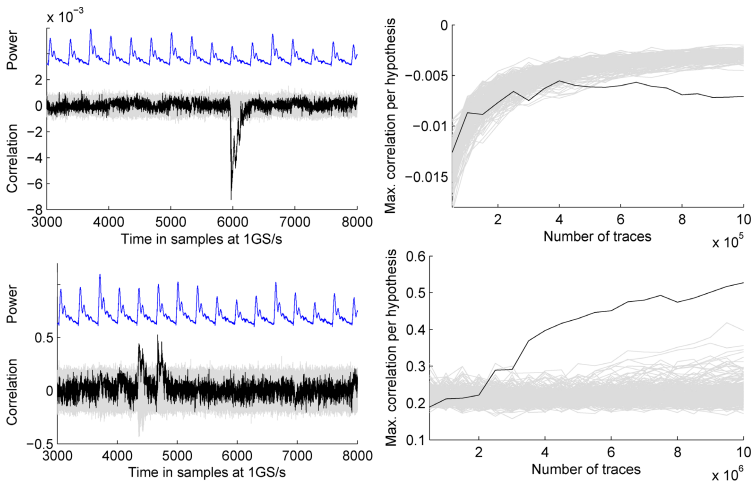 x 10⁻³
Power
Correlation
2
0
−2
−4
−6
−8
3000 4000 5000 6000 7000 8000
Time in samples at 1GS/s
Max. correlation per hypothesis
0
−0.005
−0.01
−0.015
2 4 6 8 10
Number of traces
x 10⁵
Power
Correlation
0.5
0
−0.5
3000 4000 5000 6000 7000 8000
Time in samples at 1GS/s
Max. correlation per hypothesis
0.6
0.5
0.4
0.3
0.2
0.1
0 2 4 6 8 10
Number of traces
x 10⁶